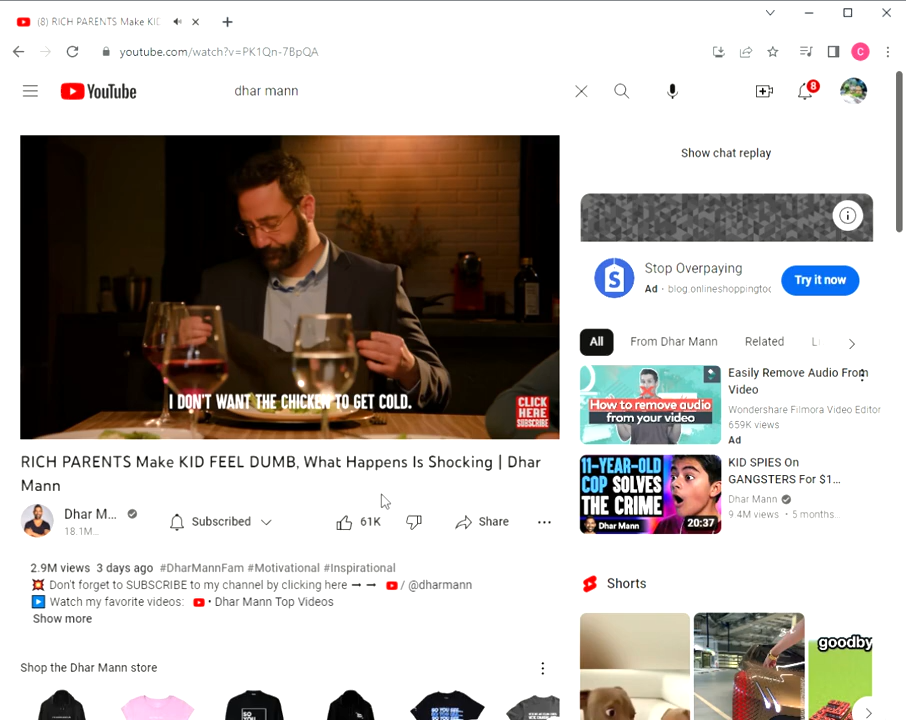 (8) RICH PARENTS Make KID
youtube.com/watch?v=PK1Qn-7BpQA
C
YouTube
dhar mann
8
I DON'T WANT THE CHICKEN TO GET COLD.
CLICK
HERE
SUBSCRIBE
RICH PARENTS Make KID FEEL DUMB, What Happens Is Shocking | Dhar
Mann
Dhar M...
18.1M...
Subscribed
61K
Share
2.9M views 3 days ago #DharMannFam #Motivational #Inspirational
Don't forget to SUBSCRIBE to my channel by clicking here / @dharmann
Watch my favorite videos: • Dhar Mann Top Videos
Show more
Shop the Dhar Mann store
SO
YOU
SO YOU
Show chat replay
S
Stop Overpaying
Ad · blog.onlineshoppingtoo
Try it now
All
From Dhar Mann
Related
How to remove audio
from your video
Easily Remove Audio From
Video
Wondershare Filmora Video Editor
659K views
Ad
11-YEAR-OLD
COP SOLVES
THE CRIME
Dhar Mann
20:37
KID SPIES On
GANGSTERS For $1...
Dhar Mann
9.4M views • 5 months...
Shorts
goodby